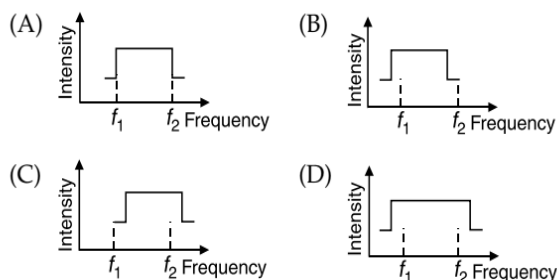 (A) Intensity f1 f2 Frequency
(B) Intensity f1 f2 Frequency
(C) Intensity f1 f2 Frequency
(D) Intensity f1 f2 Frequency